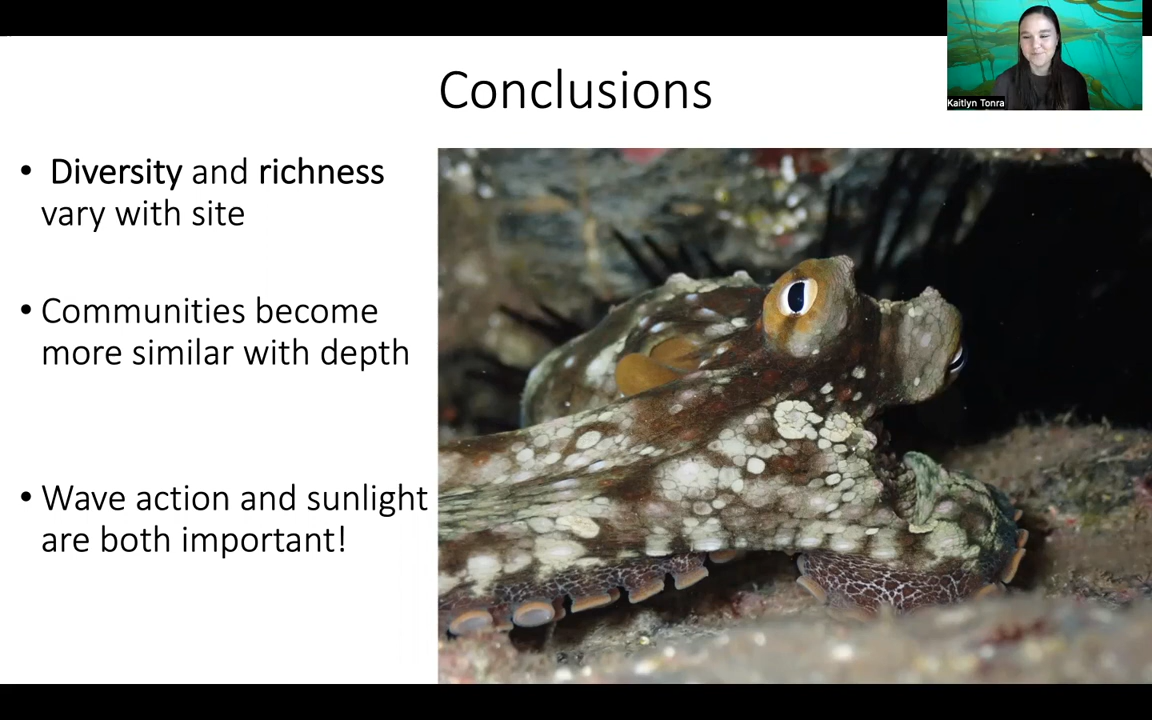 Conclusions
Kaitlyn Tonra
• Diversity and richness
vary with site
• Communities become
more similar with depth
• Wave action and sunlight
are both important!